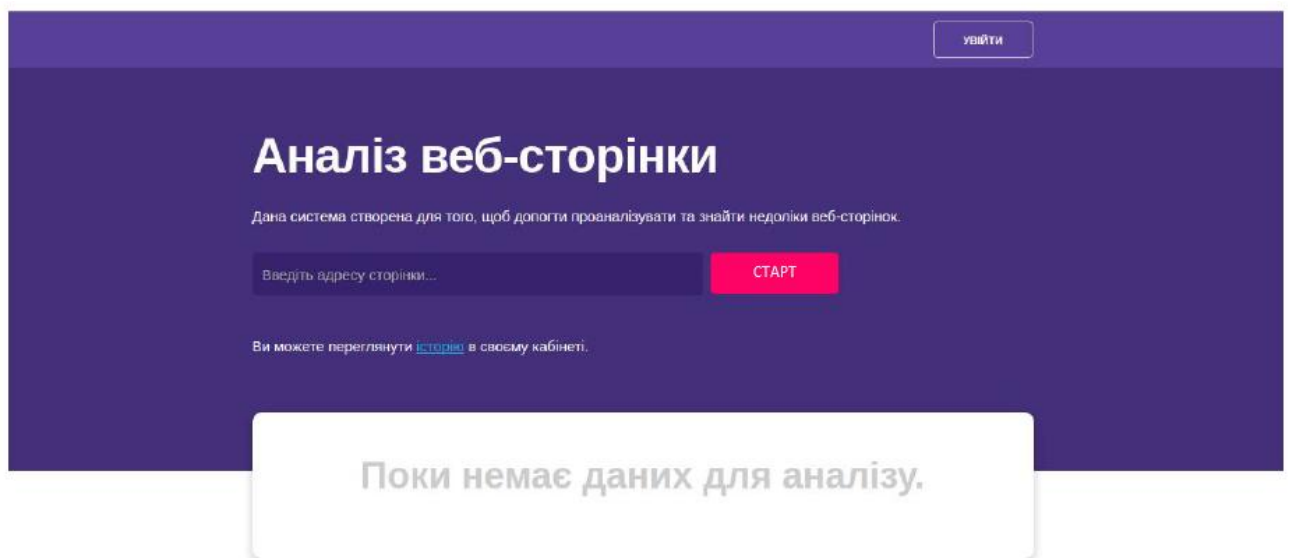 УВІЙТИ
Аналіз веб-сторінки
Дана система створена для того, щоб допогти проаналізувати та знайти недоліки веб-сторінок.
Введіть адресу сторінки...
СТАРТ
Ви можете переглянути історію в своєму кабінеті.
Поки немає даних для аналізу.